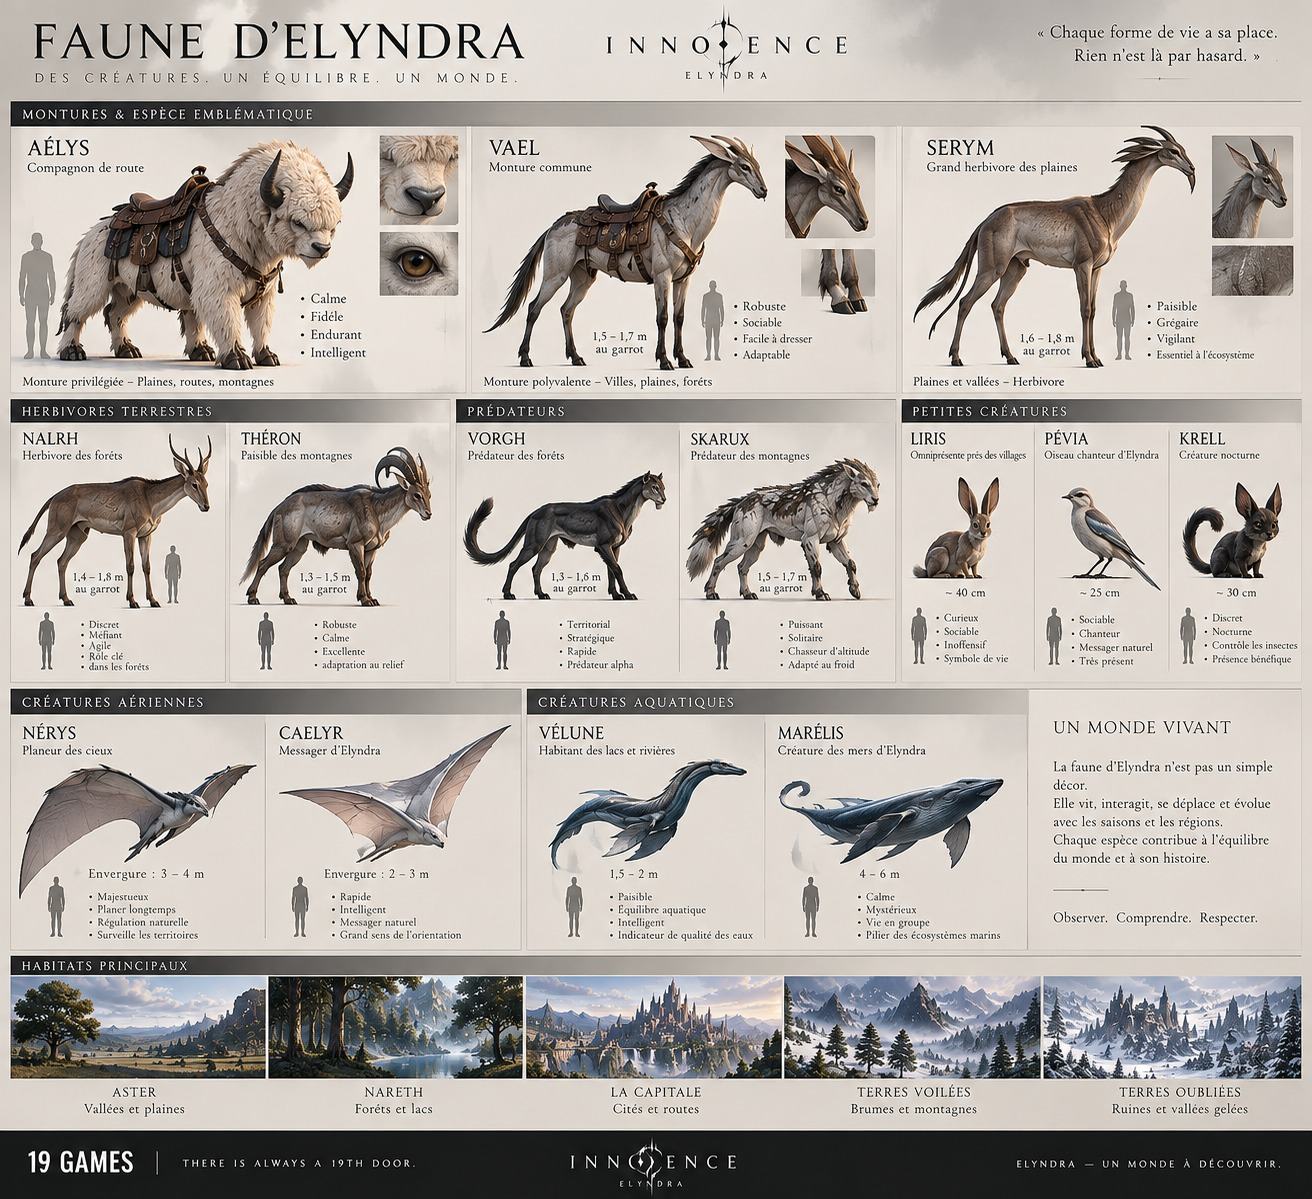 FAUNE D'ELYNDRA
DES CRÉATURES. UN ÉQUILIBRE. UN MONDE.
INNOCENCE
ELYNDRA
« Chaque forme de vie a sa place.
Rien n'est là par hasard. »
MONTURES & ESPÈCE EMBLÉMATIQUE
AÉLYS
Compagnon de route
• Calme
• Fidéle
• Endurant
• Intelligent
Monture privilégiée – Plaines, routes, montagnes
VAEL
Monture commune
1,5 – 1,7 m
au garrot
• Robuste
• Sociable
• Facile à dresser
• Adaptable
Monture polyvalente – Villes, plaines, forêts
SERYM
Grand herbivore des plaines
1,6 – 1,8 m
au garrot
• Paisible
• Grégaire
• Vigilant
• Essentiel à l'écosystème
Plaines et vallées – Herbivore
HERBIVORES TERRESTRES
NALRH
Herbivore des forêts
1,4 – 1,8 m
au garrot
• Discret
• Méfiant
• Agile
• Rôle clé
• dans les forêts
THÉRON
Paisible des montagnes
1,3 – 1,5 m
au garrot
• Robuste
• Calme
• Excellente
• adaptation au relief
PRÉDATEURS
VORGH
Prédateur des forêts
1,3 – 1,6 m
au garrot
• Territorial
• Stratégique
• Rapide
• Prédateur alpha
SKARUX
Prédateur des montagnes
1,5 – 1,7 m
au garrot
• Puissant
• Solitaire
• Chasseur d'altitude
• Adapté au froid
PETITES CRÉATURES
LIRIS
Omniprésente prés des villages
~ 40 cm
• Curieux
• Sociable
• Inoffensif
• Symbole de vie
PÉVIA
Oiseau chanteur d'Elyndra
~ 25 cm
• Sociable
• Chanteur
• Messager naturel
• Très présent
KRELL
Créature nocturne
~ 30 cm
• Discret
• Nocturne
• Contrôle les insectes
• Présence bénéfique
CRÉATURES AÉRIENNES
NÉRYS
Planeur des cieux
Envergure : 3 – 4 m
• Majestueux
• Planer longtemps
• Régulation naturelle
• Surveille les territoires
CAELYR
Messager d'Elyndra
Envergure : 2 – 3 m
• Rapide
• Intelligent
• Messager naturel
• Grand sens de l'orientation
CRÉATURES AQUATIQUES
VÉLUNE
Habitant des lacs et rivières
1,5 – 2 m
• Paisible
• Equilibre aquatique
• Intelligent
• Indicateur de qualité des eaux
MARÉLIS
Créature des mers d'Elyndra
4 – 6 m
• Calme
• Mystérieux
• Vie en groupe
• Pilier des écosystèmes marins
UN MONDE VIVANT
La faune d'Elyndra n'est pas un simple
décor.
Elle vit, interagit, se déplace et évolue
avec les saisons et les régions.
Chaque espèce contribue à l'équilibre
du monde et à son histoire.
Observer. Comprendre. Respecter.
HABITATS PRINCIPAUX
ASTER
Vallées et plaines
NARETH
Forêts et lacs
LA CAPITALE
Cités et routes
TERRES VOILÉES
Brumes et montagnes
TERRES OUBLIÉES
Ruines et vallées gelées
19 GAMES
THERE IS ALWAYS A 19TH DOOR.
INNOCENCE
ELYNDRA
ELYNDRA — UN MONDE À DÉCOUVRIR.